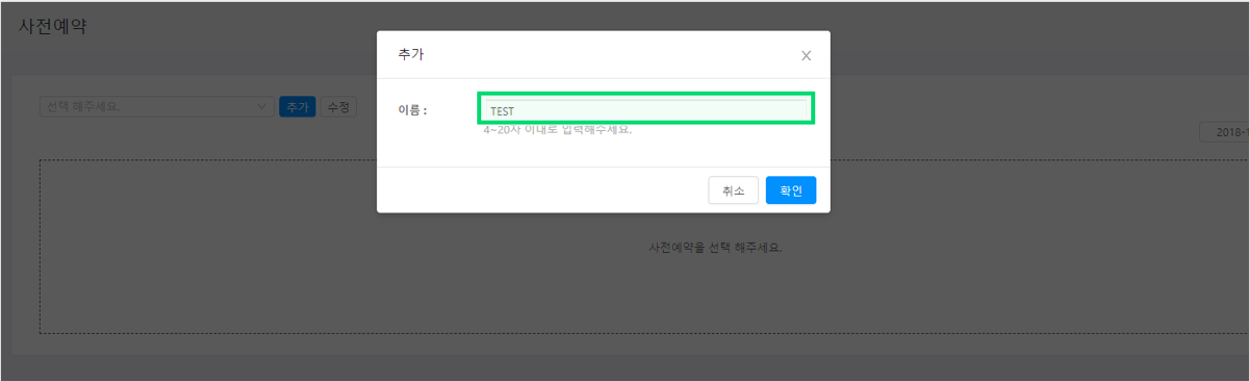 사전예약
추가
선택 해주세요.
추가
수정
이름 :
TEST
4~20자 이내로 입력해주세요.
2018-1
취소
확인
사전예약을 선택 해주세요.